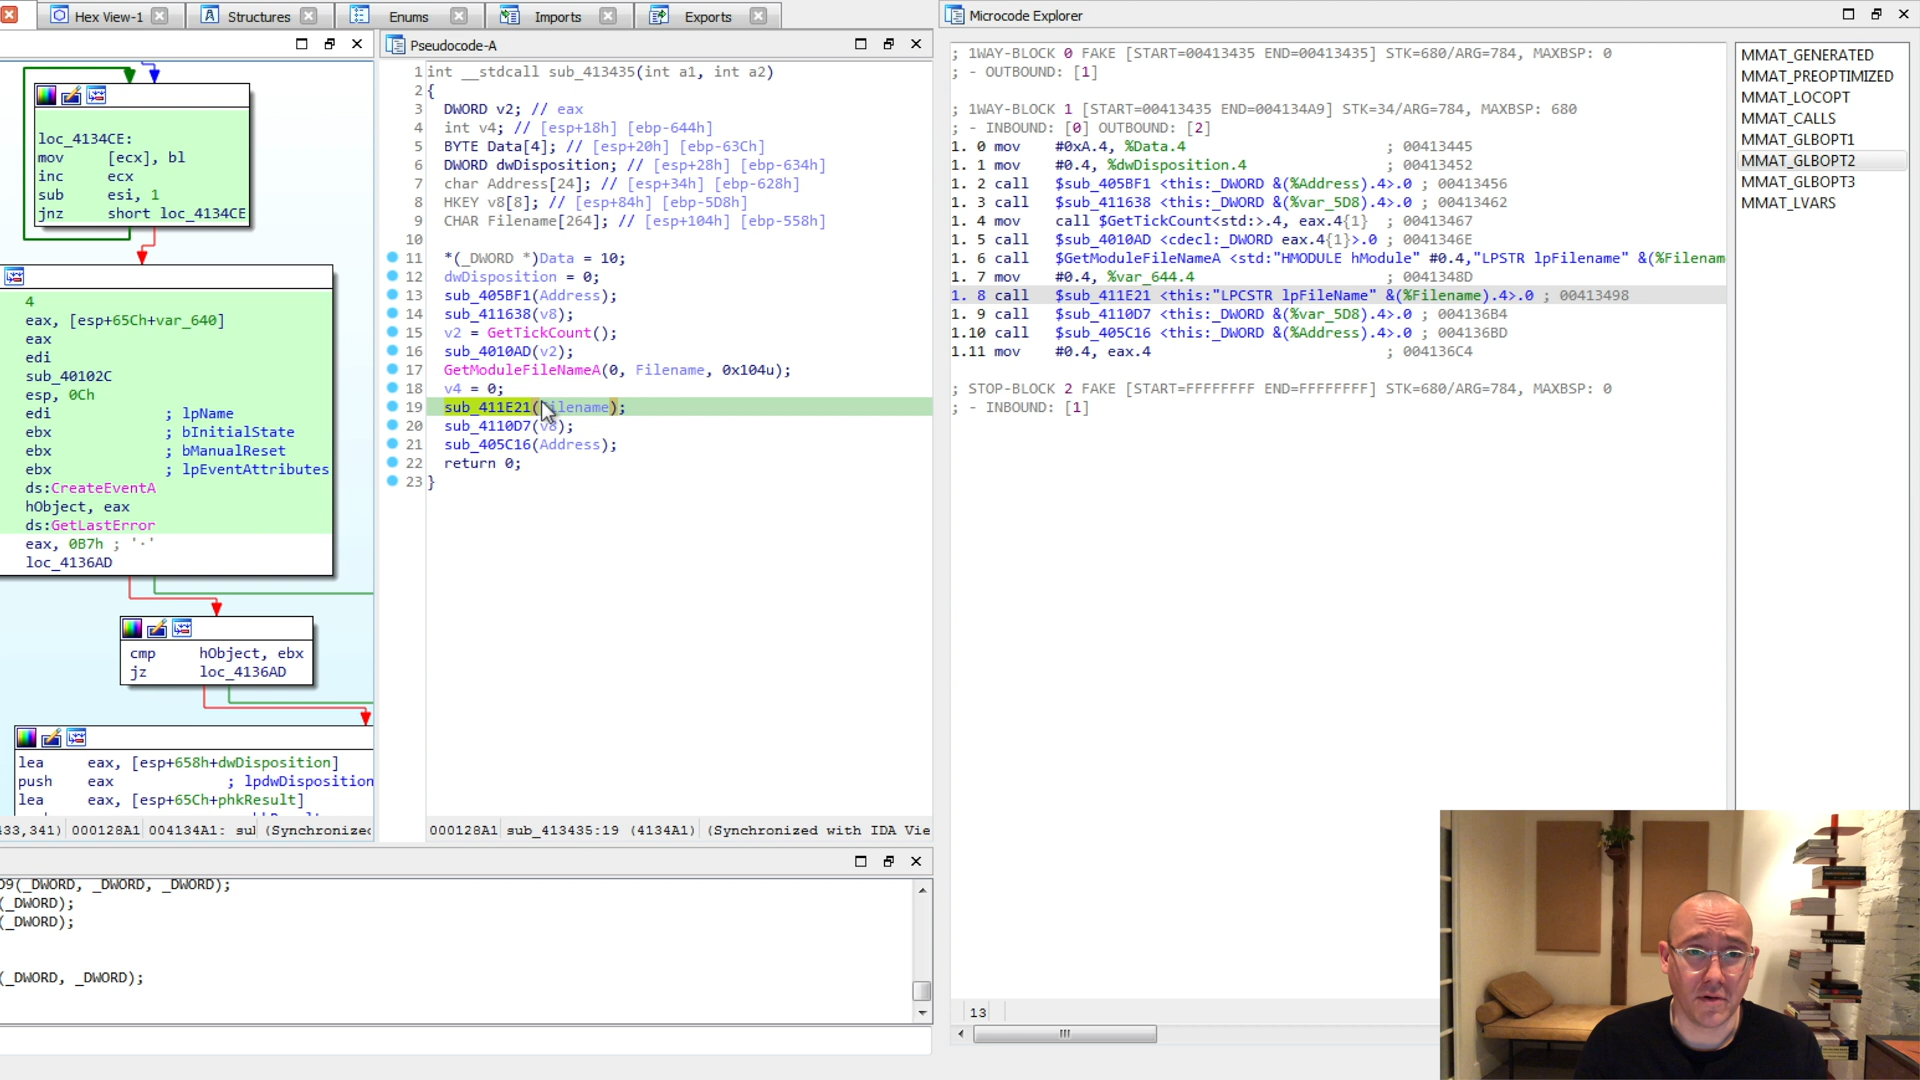 Hex View-1
Structures
Enums
Imports
Exports
Microcode Explorer
loc_4134CE:
mov [ecx], bl
inc ecx
sub esi, 1
jnz short loc_4134CE
4
eax, [esp+65Ch+var_640]
eax
edi
sub_40102C
esp, 0Ch
edi ; lpName
ebx ; bInitialState
ebx ; bManualReset
ebx ; lpEventAttributes
ds:CreateEventA
hObject, eax
ds:GetLastError
eax, 0B7h ; '·'
loc_4136AD
cmp hObject, ebx
jz loc_4136AD
lea eax, [esp+658h+dwDisposition]
push eax ; lpdwDisposition
lea eax, [esp+65Ch+phkResult]
33,341) 000128A1 004134A1: sul (Synchronized
Pseudocode-A
1 int __stdcall sub_413435(int a1, int a2)
2 {
3 DWORD v2; // eax
4 int v4; // [esp+18h] [ebp-644h]
5 BYTE Data[4]; // [esp+20h] [ebp-63Ch]
6 DWORD dwDisposition; // [esp+28h] [ebp-634h]
7 char Address[24]; // [esp+34h] [ebp-628h]
8 HKEY v8[8]; // [esp+84h] [ebp-5D8h]
9 CHAR Filename[264]; // [esp+104h] [ebp-558h]
10
11 *(_DWORD *)Data = 10;
12 dwDisposition = 0;
13 sub_405BF1(Address);
14 sub_411638(v8);
15 v2 = GetTickCount();
16 sub_4010AD(v2);
17 GetModuleFileNameA(0, Filename, 0x104u);
18 v4 = 0;
19 sub_411E21(Filename);
20 sub_4110D7(v8);
21 sub_405C16(Address);
22 return 0;
23 }
000128A1 sub_413435:19 (4134A1) (Synchronized with IDA Vie
09(_DWORD, _DWORD, _DWORD);
(_DWORD);
(_DWORD);
(_DWORD, _DWORD);
; 1WAY-BLOCK 0 FAKE [START=00413435 END=00413435] STK=680/ARG=784, MAXBSP: 0
; - OUTBOUND: [1]
; 1WAY-BLOCK 1 [START=00413435 END=004134A9] STK=34/ARG=784, MAXBSP: 680
; - INBOUND: [0] OUTBOUND: [2]
1. 0 mov #0xA.4, %Data.4 ; 00413445
1. 1 mov #0.4, %dwDisposition.4 ; 00413452
1. 2 call $sub_405BF1 <this:_DWORD &(%Address).4>.0 ; 00413456
1. 3 call $sub_411638 <this:_DWORD &(%var_5D8).4>.0 ; 00413462
1. 4 mov call $GetTickCount<std:>.4, eax.4{1} ; 00413467
1. 5 call $sub_4010AD <cdecl:_DWORD eax.4{1}>.0 ; 0041346E
1. 6 call $GetModuleFileNameA <std:"HMODULE hModule" #0.4,"LPSTR lpFilename" &(%Filenam
1. 7 mov #0.4, %var_644.4 ; 0041348D
1. 8 call $sub_411E21 <this:"LPCSTR lpFileName" &(%Filename).4>.0 ; 00413498
1. 9 call $sub_4110D7 <this:_DWORD &(%var_5D8).4>.0 ; 004136B4
1.10 call $sub_405C16 <this:_DWORD &(%Address).4>.0 ; 004136BD
1.11 mov #0.4, eax.4 ; 004136C4
; STOP-BLOCK 2 FAKE [START=FFFFFFFF END=FFFFFFFF] STK=680/ARG=784, MAXBSP: 0
; - INBOUND: [1]
13
MMAT_GENERATED
MMAT_PREOPTIMIZED
MMAT_LOCOPT
MMAT_CALLS
MMAT_GLBOPT1
MMAT_GLBOPT2
MMAT_GLBOPT3
MMAT_LVARS